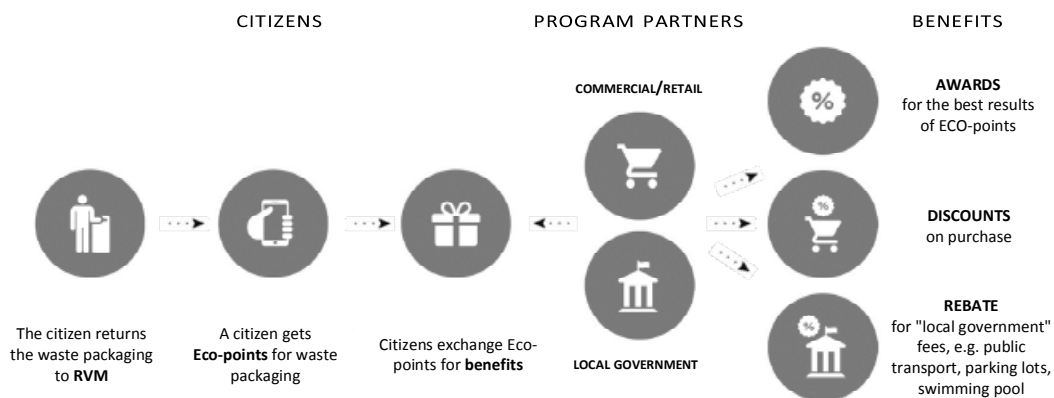 CITIZENS
PROGRAM PARTNERS
BENEFITS
The citizen returns
the waste packaging
to RVM
A citizen gets
Eco-points for waste
packaging
Citizens exchange Eco-
points for benefits
COMMERCIAL/RETAIL
LOCAL GOVERNMENT
%
AWARDS
for the best results
of ECO-points
%
DISCOUNTS
on purchase
%
REBATE
for "local government"
fees, e.g. public
transport, parking lots,
swimming pool